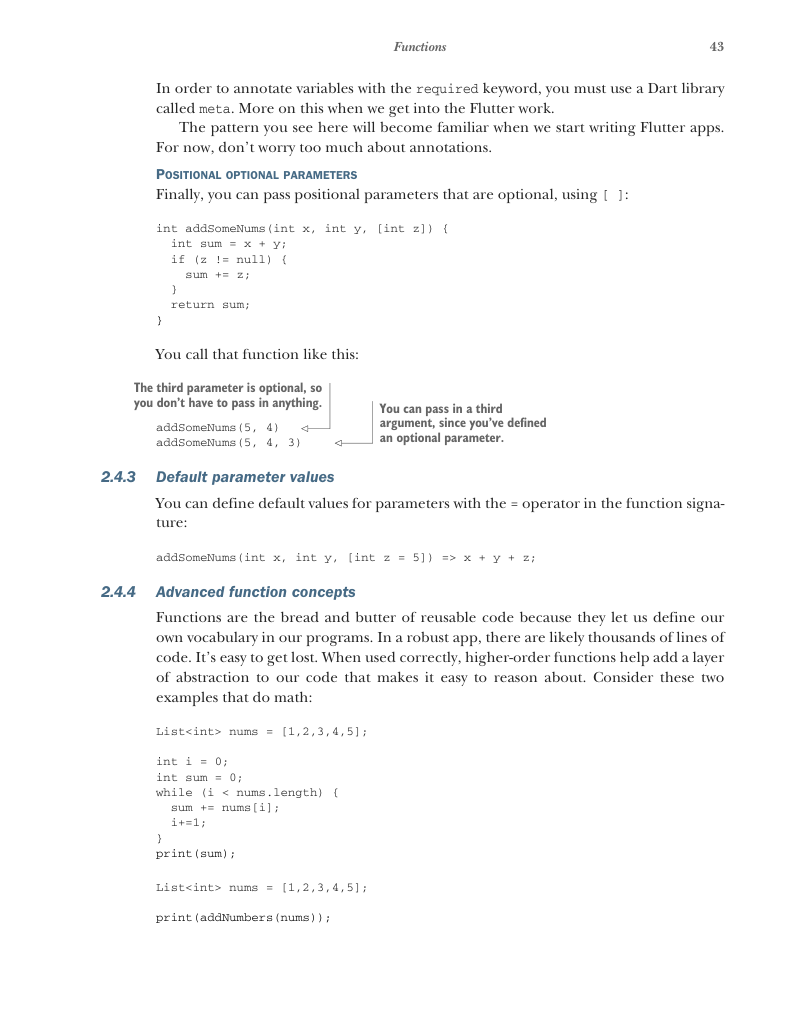 Functions 43
In order to annotate variables with the required keyword, you must use a Dart library
called meta. More on this when we get into the Flutter work.
The pattern you see here will become familiar when we start writing Flutter apps.
For now, don't worry too much about annotations.
POSITIONAL OPTIONAL PARAMETERS
Finally, you can pass positional parameters that are optional, using [ ]:
int addSomeNums(int x, int y, [int z]) {
  int sum = x + y;
  if (z != null) {
    sum += z;
  }
  return sum;
}
You call that function like this:
The third parameter is optional, so
you don't have to pass in anything.
addSomeNums(5, 4)
addSomeNums(5, 4, 3)
You can pass in a third
argument, since you've defined
an optional parameter.
2.4.3 Default parameter values
You can define default values for parameters with the = operator in the function signa-
ture:
addSomeNums(int x, int y, [int z = 5]) => x + y + z;
2.4.4 Advanced function concepts
Functions are the bread and butter of reusable code because they let us define our
own vocabulary in our programs. In a robust app, there are likely thousands of lines of
code. It's easy to get lost. When used correctly, higher-order functions help add a layer
of abstraction to our code that makes it easy to reason about. Consider these two
examples that do math:
List<int> nums = [1,2,3,4,5];
int i = 0;
int sum = 0;
while (i < nums.length) {
  sum += nums[i];
  i+=1;
}
print(sum);
List<int> nums = [1,2,3,4,5];
print(addNumbers(nums));